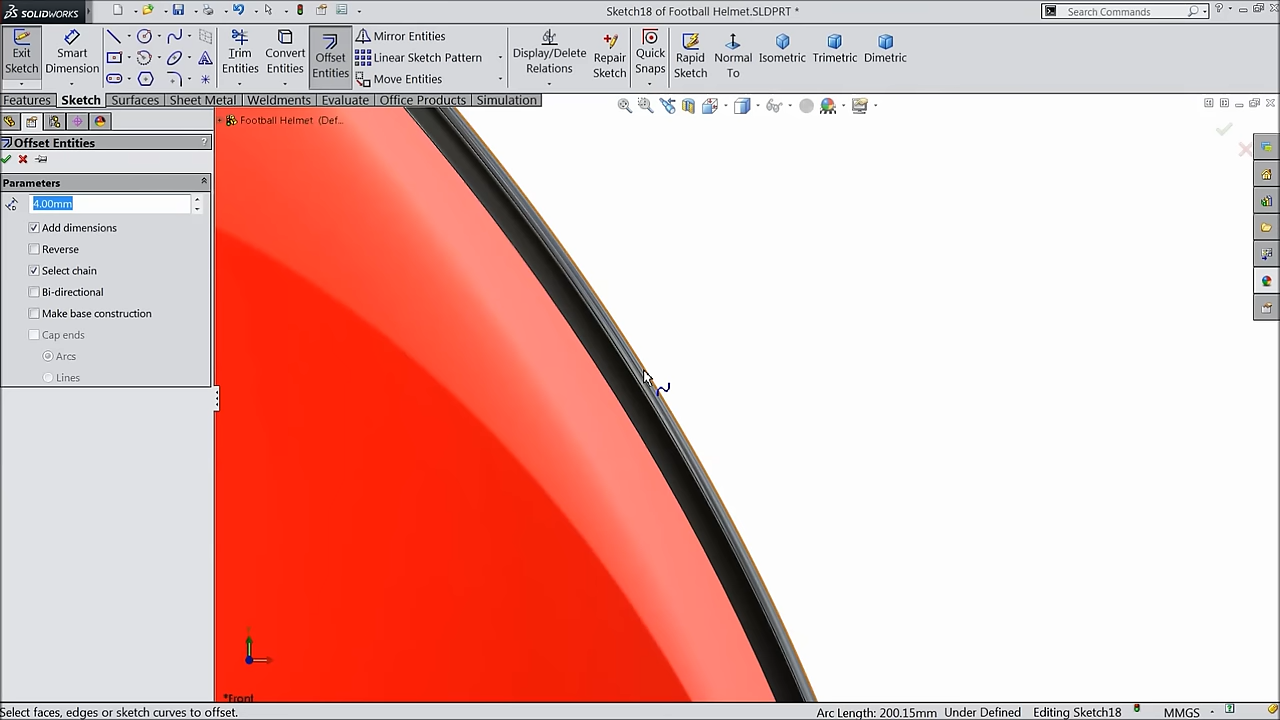 SOLIDWORKS
Sketch18 of Football Helmet.SLDPRT *
Search Commands
Exit Sketch
Smart Dimension
Trim Entities
Convert Entities
Offset Entities
Mirror Entities
Linear Sketch Pattern
Move Entities
Display/Delete Relations
Repair Sketch
Quick Snaps
Rapid Sketch
Normal To
Isometric
Trimetric
Dimetric
Features
Sketch
Surfaces
Sheet Metal
Weldments
Evaluate
Office Products
Simulation
Football Helmet (Def...
Offset Entities
?
Parameters
4.00mm
Add dimensions
Reverse
Select chain
Bi-directional
Make base construction
Cap ends
Arcs
Lines
*Front
Select faces, edges or sketch curves to offset.
Arc Length: 200.15mm
Under Defined
Editing Sketch18
MMGS